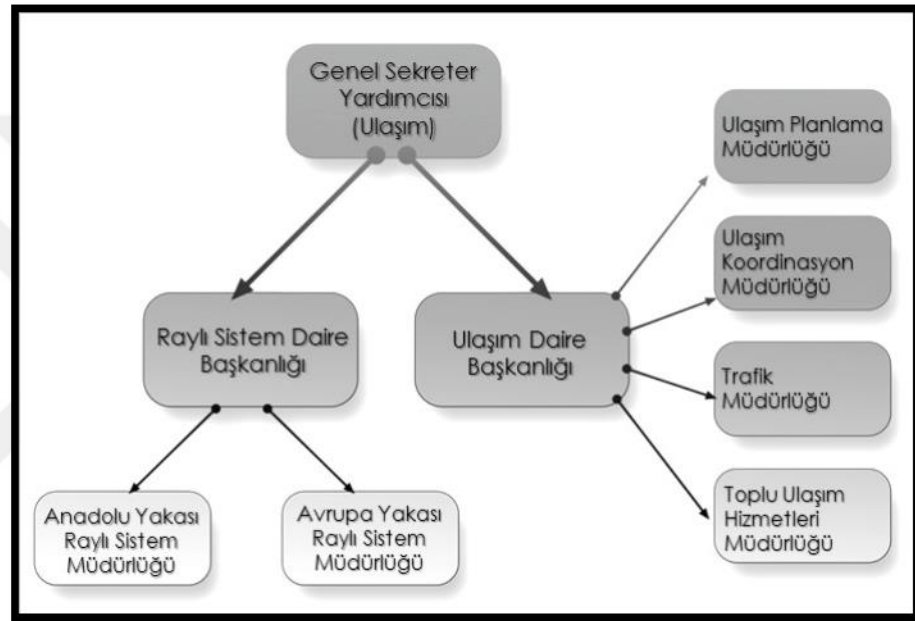 Genel Sekreter
Yardımcısı
(Ulaşım)
Raylı Sistem Daire
Başkanlığı
Ulaşım Daire
Başkanlığı
Anadolu Yakası
Raylı Sistem
Müdürlüğü
Avrupa Yakası
Raylı Sistem
Müdürlüğü
Ulaşım Planlama
Müdürlüğü
Ulaşım
Koordinasyon
Müdürlüğü
Trafik
Müdürlüğü
Toplu Ulaşım
Hizmetleri
Müdürlüğü